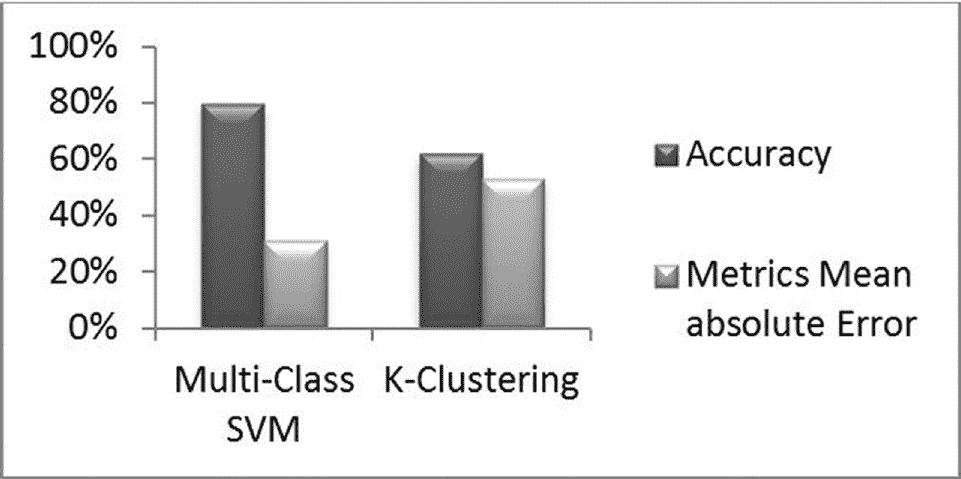 100%
80%
60%
40%
20%
0%
Multi-Class
SVM
K-Clustering
Accuracy
Metrics Mean
absolute Error